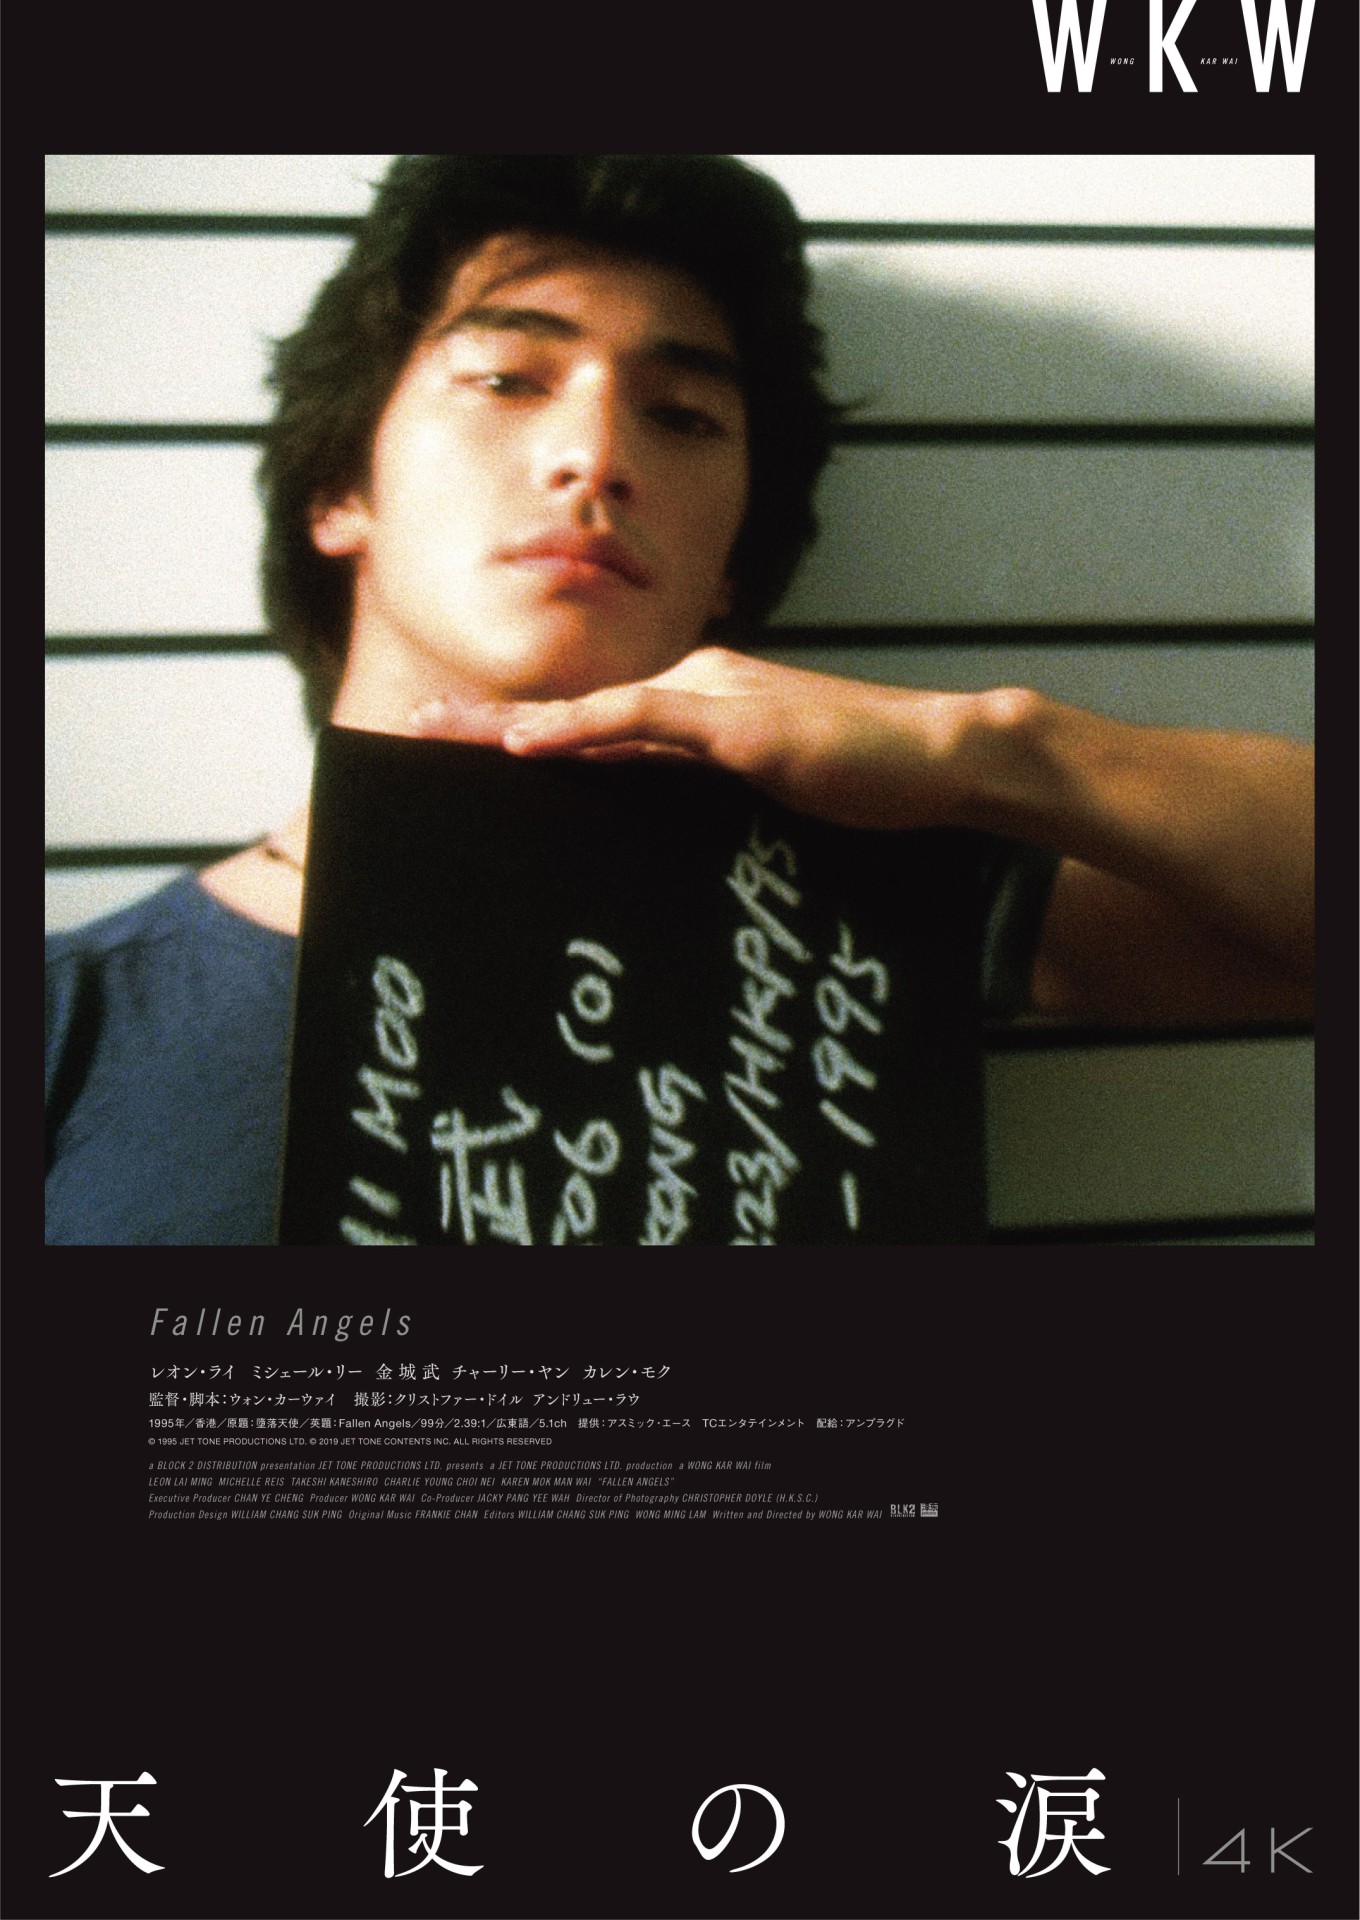 W WONG K KAR WAI W
11 MOO
武
506 (0)
KONG
223/HKP/95
- 1995
Fallen Angels
レオン・ライ ミシェール・リー 金城武 チャーリー・ヤン カレン・モク
監督・脚本：ウォン・カーウァイ 撮影：クリストファー・ドイル アンドリュー・ラウ
1995年／香港／原題：墮落天使／英題：Fallen Angels／99分／2.39:1／広東語／5.1ch 提供：アスミック・エース TCエンタテインメント 配給：アンプラグド
© 1995 JET TONE PRODUCTIONS LTD. © 2019 JET TONE CONTENTS INC. ALL RIGHTS RESERVED
a BLOCK 2 DISTRIBUTION presentation JET TONE PRODUCTIONS LTD. presents a JET TONE PRODUCTIONS LTD. production a WONG KAR WAI film
LEON LAI MING MICHELLE REIS TAKESHI KANESHIRO CHARLIE YOUNG CHOI NEI KAREN MOK MAN WAI "FALLEN ANGELS"
Executive Producer CHAN YE CHENG Producer WONG KAR WAI Co-Producer JACKY PANG YEE WAH Director of Photography CHRISTOPHER DOYLE (H.K.S.C.)
Production Design WILLIAM CHANG SUK PING Original Music FRANKIE CHAN Editors WILLIAM CHANG SUK PING WONG MING LAM Written and Directed by WONG KAR WAI BLK2
天使の涙 4K